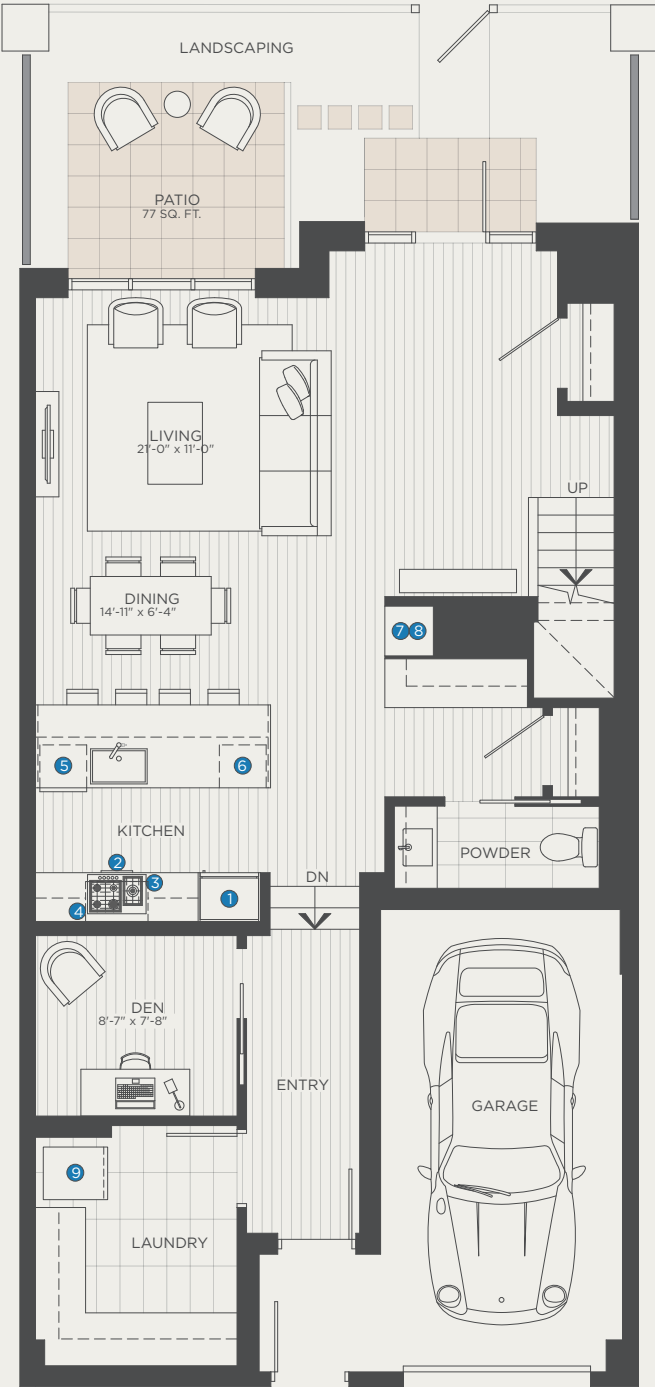 LANDSCAPING
PATIO
77 SQ. FT.
LIVING
21'-0" x 11'-0"
UP
DINING
14'-11" x 6'-4"
7 8
5
6
KITCHEN
2
3
4
1
POWDER
DN
DEN
8'-7" x 7'-8"
ENTRY
GARAGE
9
LAUNDRY